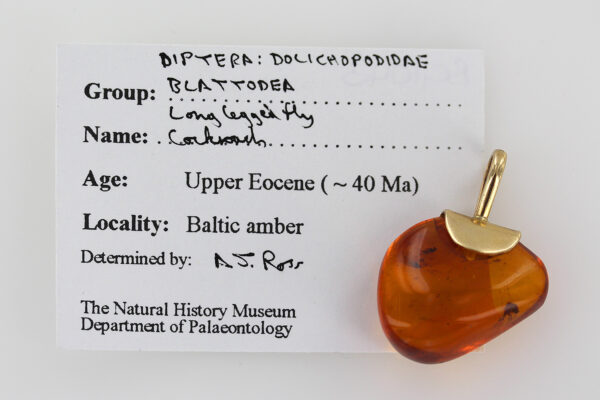 DIPTERA: DOLICHOPODIDAE
Group: BLATTODEA
Long legged fly
Name: Cockroach
Age: Upper Eocene ( ~ 40 Ma)
Locality: Baltic amber
Determined by: A.J. Ross
The Natural History Museum
Department of Palaeontology